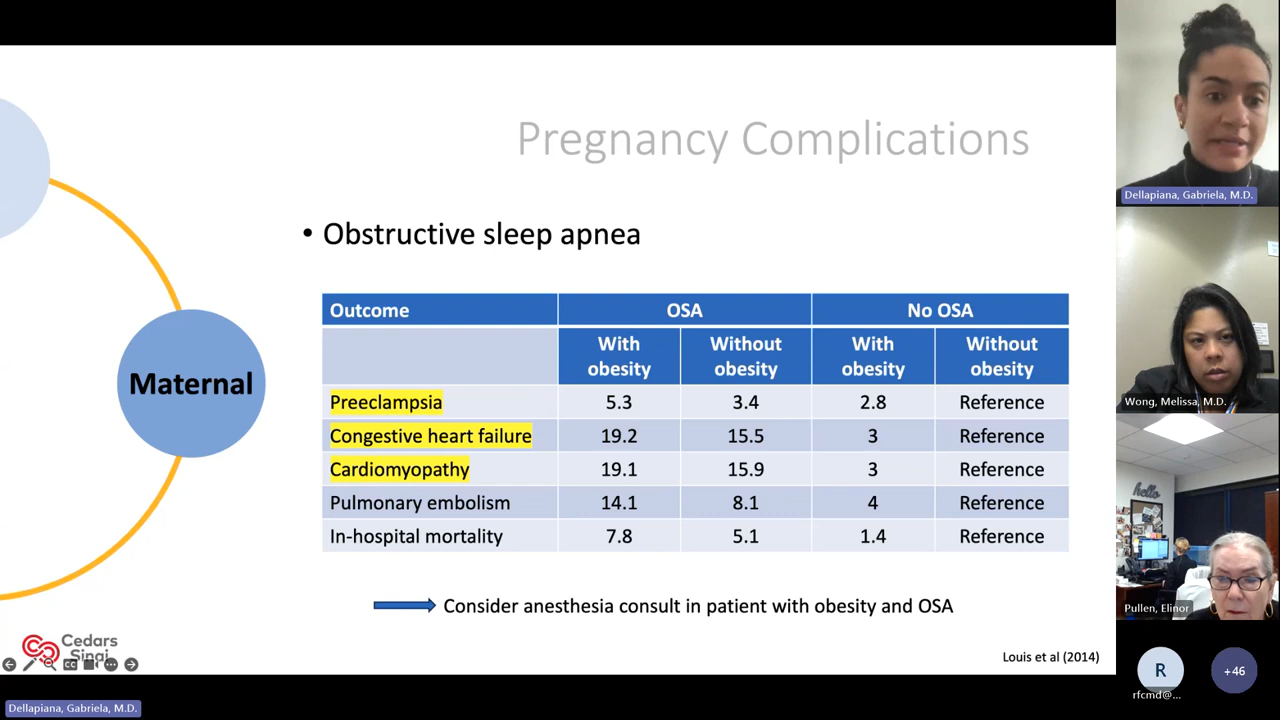 Pregnancy Complications
• Obstructive sleep apnea
Maternal
Outcome OSA No OSA
With obesity Without obesity With obesity Without obesity
Preeclampsia 5.3 3.4 2.8 Reference
Congestive heart failure 19.2 15.5 3 Reference
Cardiomyopathy 19.1 15.9 3 Reference
Pulmonary embolism 14.1 8.1 4 Reference
In-hospital mortality 7.8 5.1 1.4 Reference
Consider anesthesia consult in patient with obesity and OSA
Louis et al (2014)
Cedars
Sinai
CC
Dellapiana, Gabriela, M.D.
Dellapiana, Gabriela, M.D.
Wong, Melissa, M.D.
hello
Pullen, Elinor
R
rfcmd@...
+46